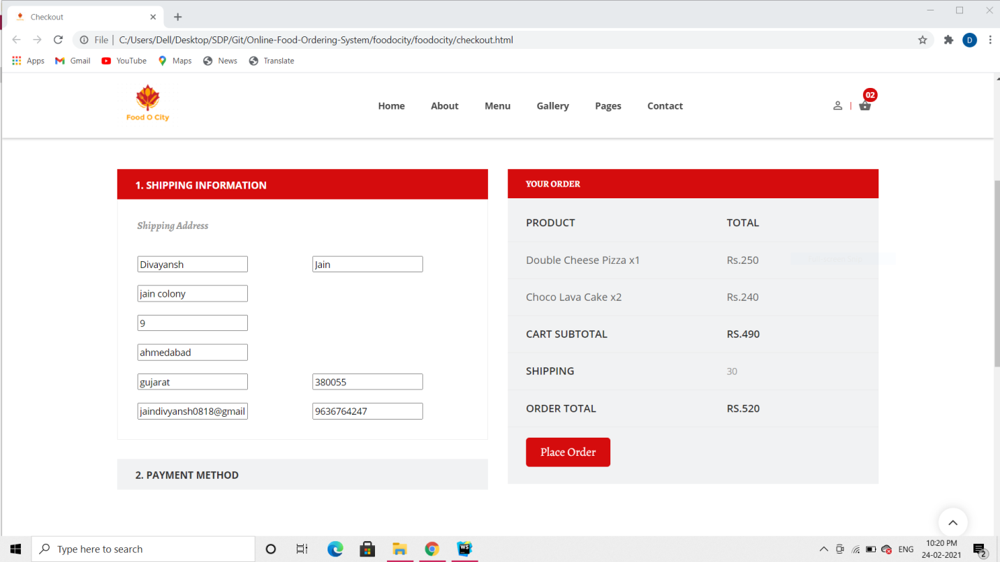 Checkout
File C:/Users/Dell/Desktop/SDP/Git/Online-Food-Ordering-System/foodocity/foodocity/checkout.html
D
Apps Gmail YouTube Maps News Translate
Food O City
Home About Menu Gallery Pages Contact
02
1. SHIPPING INFORMATION
Shipping Address
Divayansh Jain
jain colony
9
ahmedabad
gujarat 380055
jaindivyansh0818@gmail 9636764247
2. PAYMENT METHOD
YOUR ORDER
PRODUCT TOTAL
Double Cheese Pizza x1 Rs.250
Choco Lava Cake x2 Rs.240
CART SUBTOTAL RS.490
SHIPPING 30
ORDER TOTAL RS.520
Place Order
Type here to search
WS
ENG
10:20 PM
24-02-2021
2